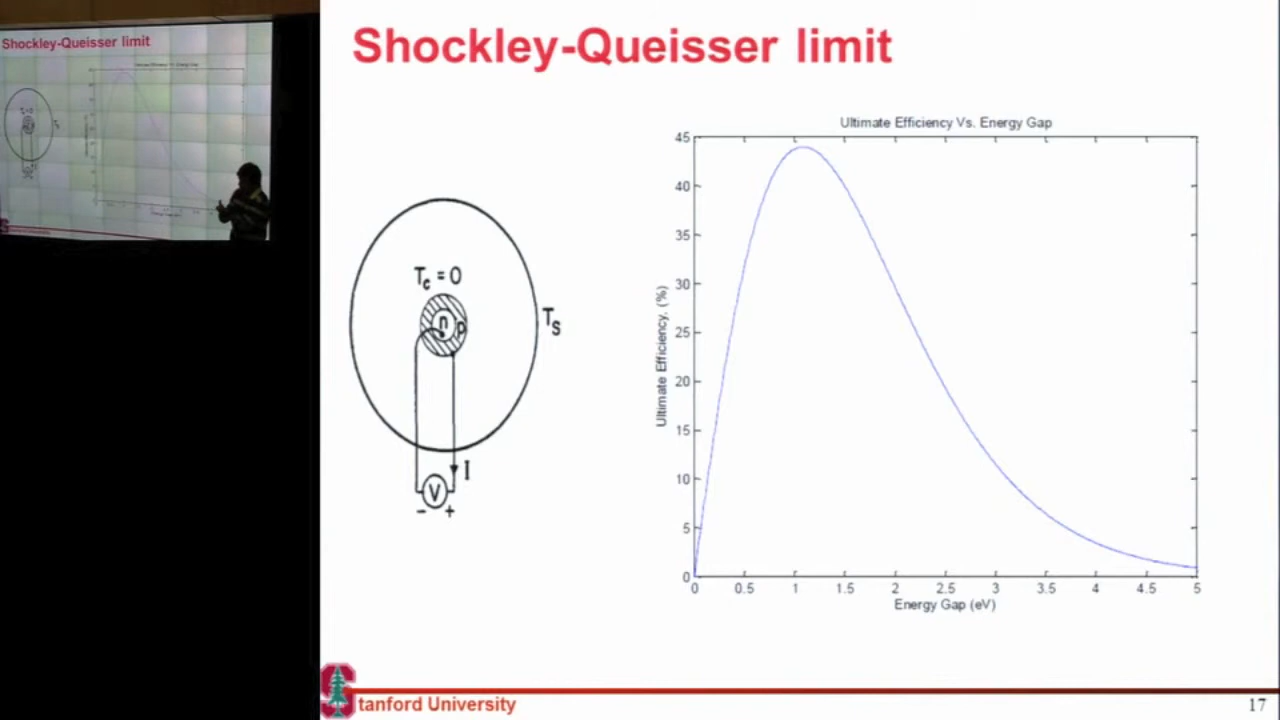 Shockley-Queisser limit
Shockley-Queisser limit
Ultimate Efficiency Vs. Energy Gap
45
40
35
30
25
20
15
10
5
0
Ultimate Efficiency, (%)
0 0.5 1 1.5 2 2.5 3 3.5 4 4.5 5
Energy Gap (eV)
Tc = 0
n p
Ts
I
V
- +
Stanford University
17